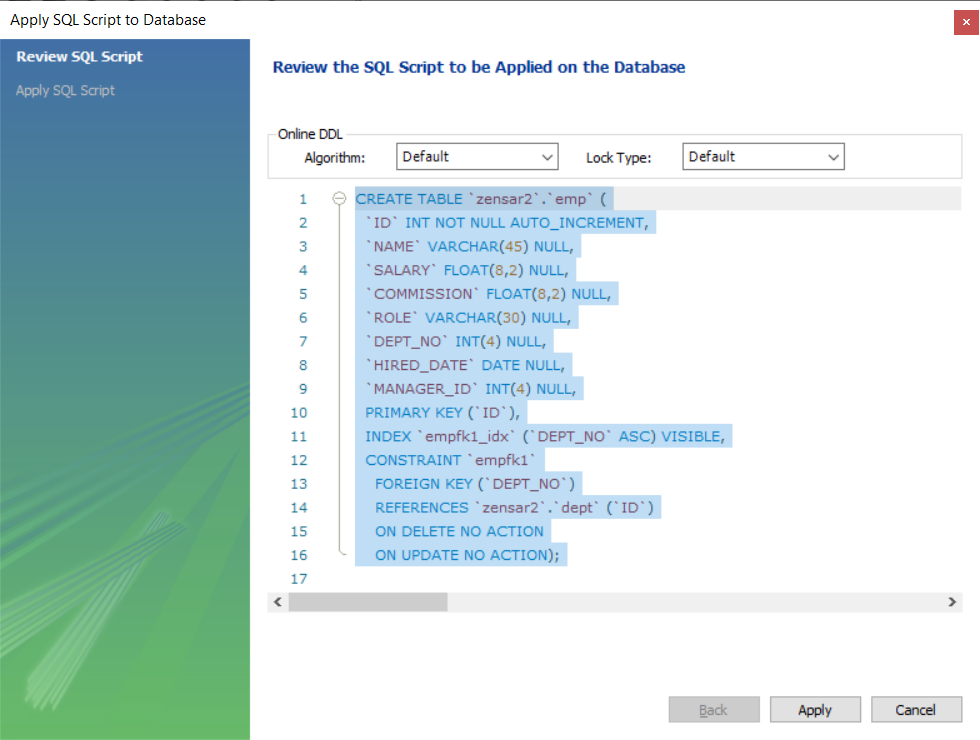 Apply SQL Script to Database
Review SQL Script
Apply SQL Script
Review the SQL Script to be Applied on the Database
Online DDL
Algorithm: Default Lock Type: Default
1 CREATE TABLE `zensar2`.`emp` (
2 `ID` INT NOT NULL AUTO_INCREMENT,
3 `NAME` VARCHAR(45) NULL,
4 `SALARY` FLOAT(8,2) NULL,
5 `COMMISSION` FLOAT(8,2) NULL,
6 `ROLE` VARCHAR(30) NULL,
7 `DEPT_NO` INT(4) NULL,
8 `HIRED_DATE` DATE NULL,
9 `MANAGER_ID` INT(4) NULL,
10 PRIMARY KEY (`ID`),
11 INDEX `empfk1_idx` (`DEPT_NO` ASC) VISIBLE,
12 CONSTRAINT `empfk1`
13 FOREIGN KEY (`DEPT_NO`)
14 REFERENCES `zensar2`.`dept` (`ID`)
15 ON DELETE NO ACTION
16 ON UPDATE NO ACTION);
17
Back Apply Cancel